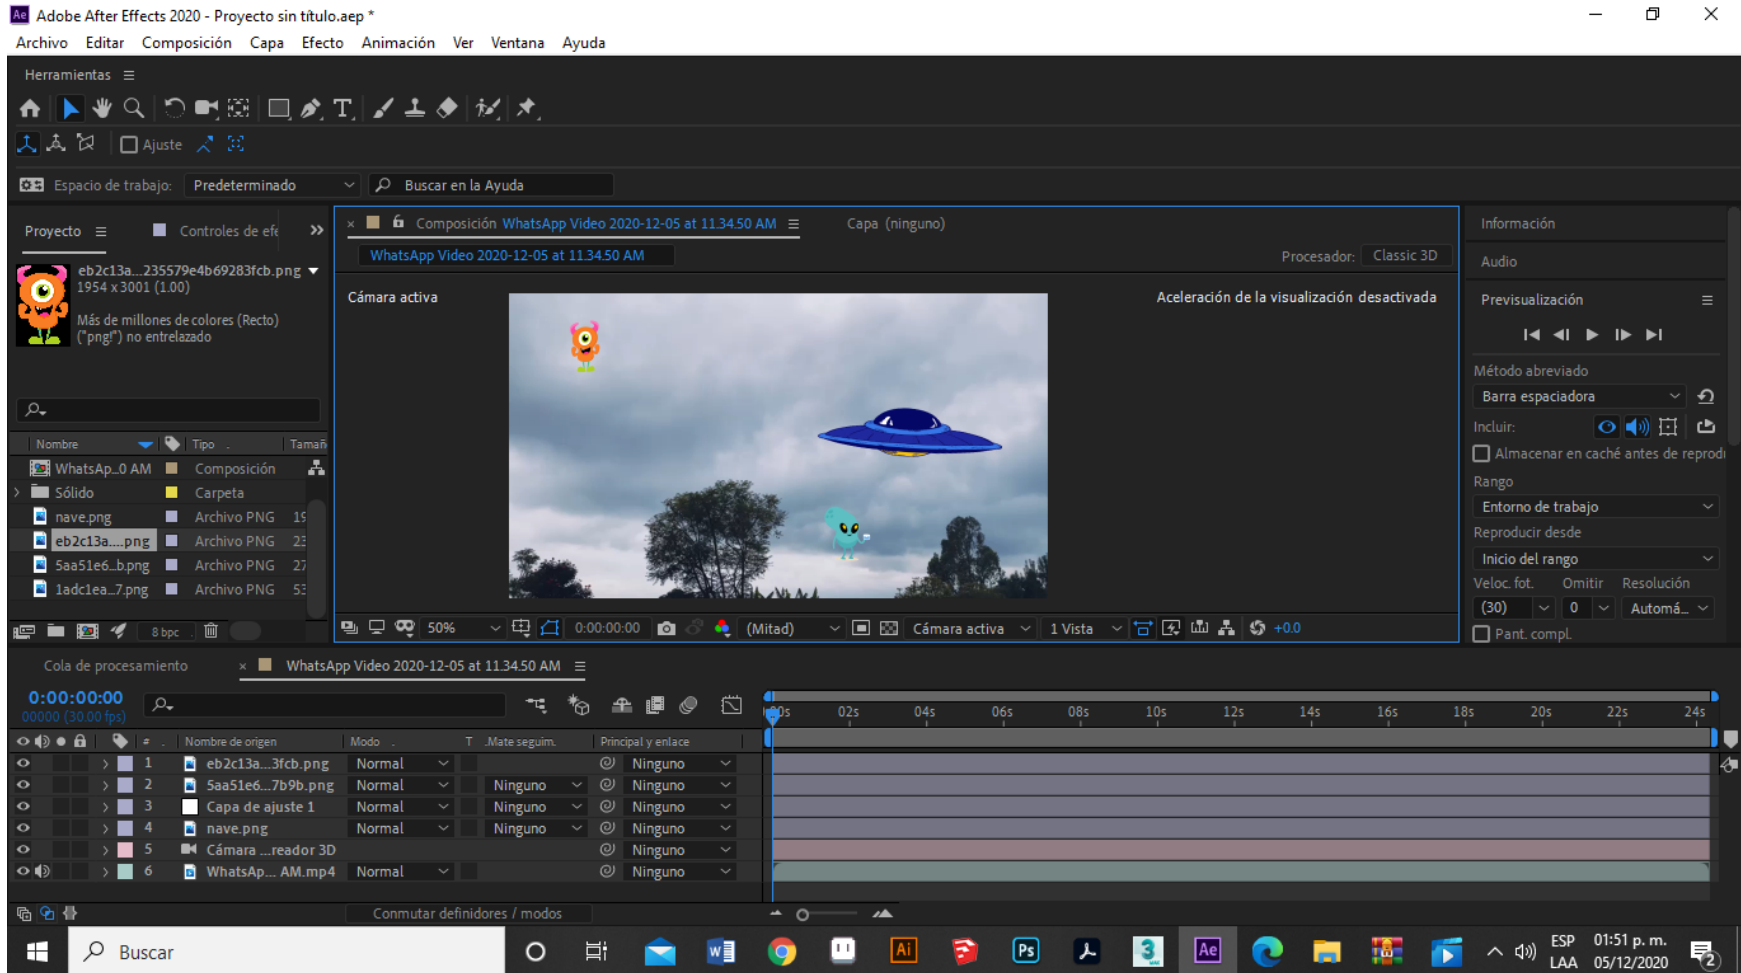 Adobe After Effects 2020 - Proyecto sin título.aep *
Archivo Editar Composición Capa Efecto Animación Ver Ventana Ayuda
Herramientas
Ajuste
Espacio de trabajo: Predeterminado Buscar en la Ayuda
Proyecto Controles de efe
Composición WhatsApp Video 2020-12-05 at 11.34.50 AM Capa (ninguno)
WhatsApp Video 2020-12-05 at 11.34.50 AM
Procesador: Classic 3D
eb2c13a...235579e4b69283fcb.png
1954 x 3001 (1.00)
Más de millones de colores (Recto)
("png!") no entrelazado
Cámara activa
Aceleración de la visualización desactivada
Nombre Tipo Tamañ
WhatsAp...0 AM Composición
Sólido Carpeta
nave.png Archivo PNG 19
eb2c13a....png Archivo PNG 23
5aa51e6...b.png Archivo PNG 27
1adc1ea...7.png Archivo PNG 53
8 bpc
50% 0:00:00:00 (Mitad) Cámara activa 1 Vista +0.0
Información
Audio
Previsualización
Método abreviado
Barra espaciadora
Incluir:
Almacenar en caché antes de reprodu
Rango
Entorno de trabajo
Reproducir desde
Inicio del rango
Veloc. fot. Omitir Resolución
(30) 0 Automá...
Pant. compl.
Cola de procesamiento WhatsApp Video 2020-12-05 at 11.34.50 AM
0:00:00:00
00000 (30.00 fps)
00s 02s 04s 06s 08s 10s 12s 14s 16s 18s 20s 22s 24s
# Nombre de origen Modo T .Mate seguim. Principal y enlace
1 eb2c13a...3fcb.png Normal Ninguno
2 5aa51e6...7b9b.png Normal Ninguno Ninguno
3 Capa de ajuste 1 Normal Ninguno Ninguno
4 nave.png Normal Ninguno Ninguno
5 Cámara ...reador 3D Ninguno
6 WhatsAp... AM.mp4 Normal Ninguno
Conmutar definidores / modos
Buscar
ESP 01:51 p. m.
LAA 05/12/2020
2